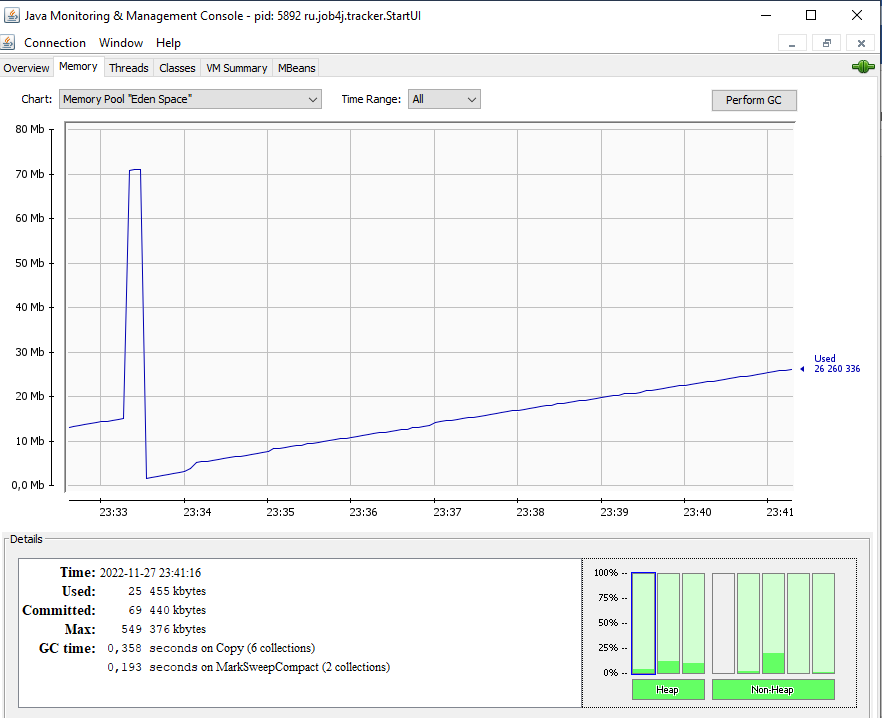 Java Monitoring & Management Console - pid: 5892 ru.job4j.tracker.StartUI
Connection Window Help
Overview Memory Threads Classes VM Summary MBeans
Chart: Memory Pool "Eden Space" Time Range: All Perform GC
80 Mb
70 Mb
60 Mb
50 Mb
40 Mb
30 Mb
20 Mb
10 Mb
0,0 Mb
Used
26 260 336
23:33 23:34 23:35 23:36 23:37 23:38 23:39 23:40 23:41
Details
Time: 2022-11-27 23:41:16
Used: 25 455 kbytes
Committed: 69 440 kbytes
Max: 549 376 kbytes
GC time: 0,358 seconds on Copy (6 collections)
0,193 seconds on MarkSweepCompact (2 collections)
100% --
75% --
50% --
25% --
0% --
Heap Non-Heap